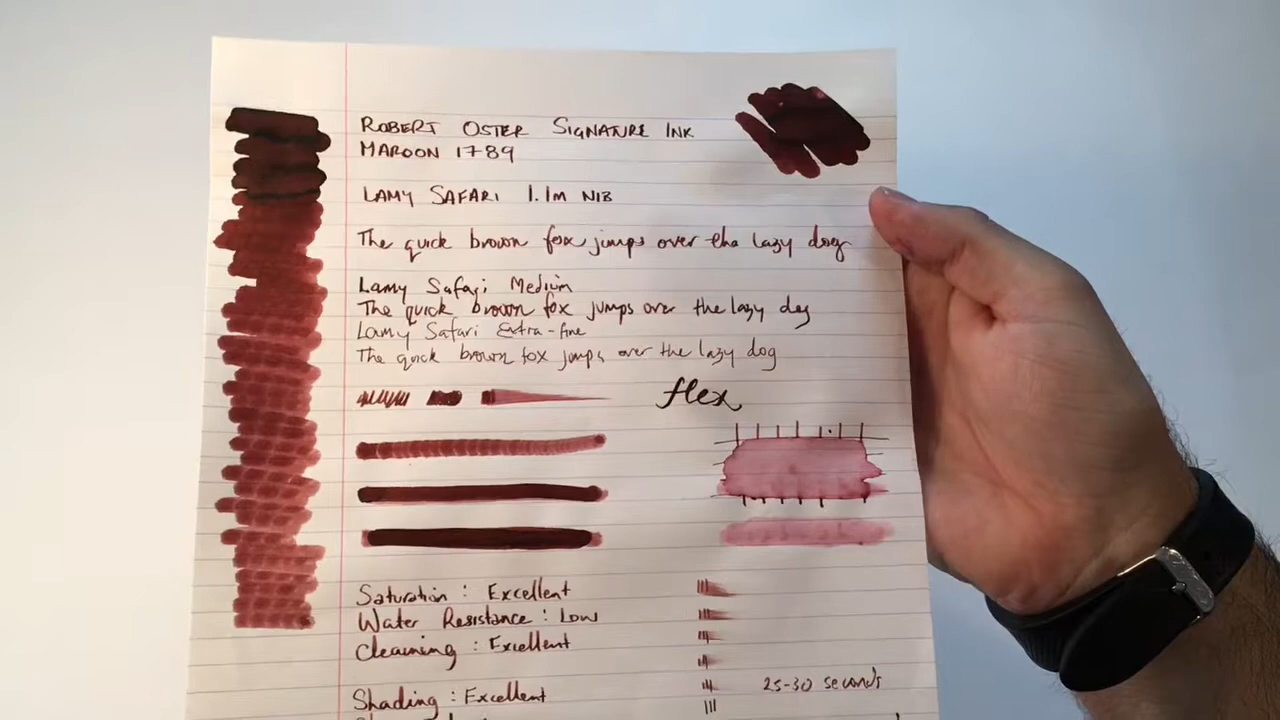 ROBERT OSTER SIGNATURE INK
MAROON 1789
LAMY SAFARI 1.1M NIB
The quick brown fox jumps over the lazy dog
Lamy Safari Medium
The quick brown fox jumps over the lazy dog
Lamy Safari Extra-fine
The quick brown fox jumps over the lazy dog
flex
Saturation : Excellent
Water Resistance : Low
Cleaning : Excellent
Shading : Excellent
25-30 seconds